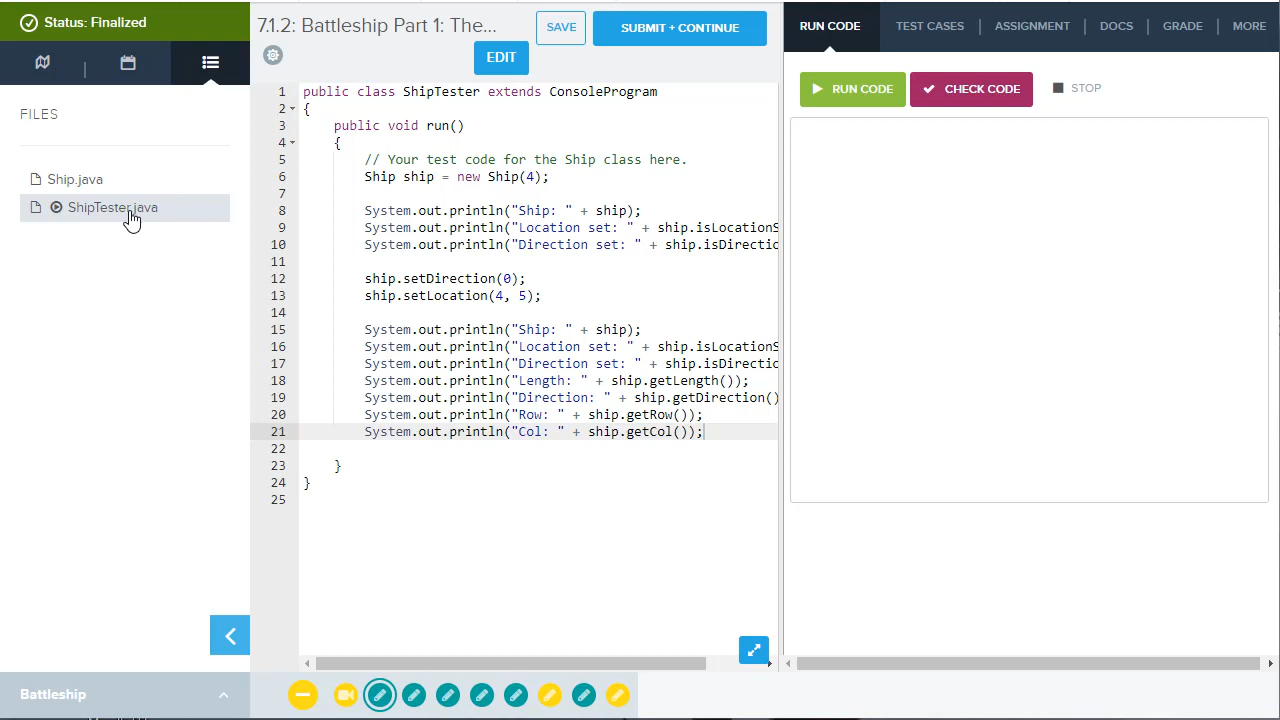 Status: Finalized
FILES
Ship.java
ShipTester.java
Battleship
7.1.2: Battleship Part 1: The...
SAVE
SUBMIT + CONTINUE
EDIT
1 public class ShipTester extends ConsoleProgram
2 {
3 public void run()
4 {
5 // Your test code for the Ship class here.
6 Ship ship = new Ship(4);
7
8 System.out.println("Ship: " + ship);
9 System.out.println("Location set: " + ship.isLocationS
10 System.out.println("Direction set: " + ship.isDirectio
11
12 ship.setDirection(0);
13 ship.setLocation(4, 5);
14
15 System.out.println("Ship: " + ship);
16 System.out.println("Location set: " + ship.isLocationS
17 System.out.println("Direction set: " + ship.isDirectio
18 System.out.println("Length: " + ship.getLength());
19 System.out.println("Direction: " + ship.getDirection()
20 System.out.println("Row: " + ship.getRow());
21 System.out.println("Col: " + ship.getCol());
22
23 }
24 }
25
RUN CODE
TEST CASES
ASSIGNMENT
DOCS
GRADE
MORE
RUN CODE
CHECK CODE
STOP